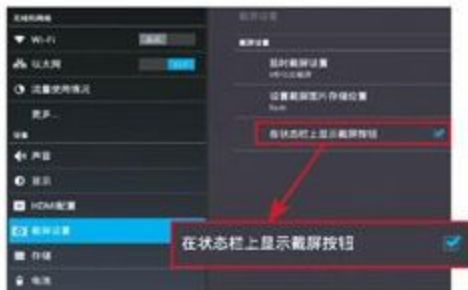 无线和网络
Wi-Fi
以太网
流量使用情况
更多...
设备
声音
显示
HDMI配置
截屏设置
存储
电池
截屏设置
截屏设置
延时截屏设置
设置截屏图片存储位置
在状态栏上显示截屏按钮
在状态栏上显示截屏按钮